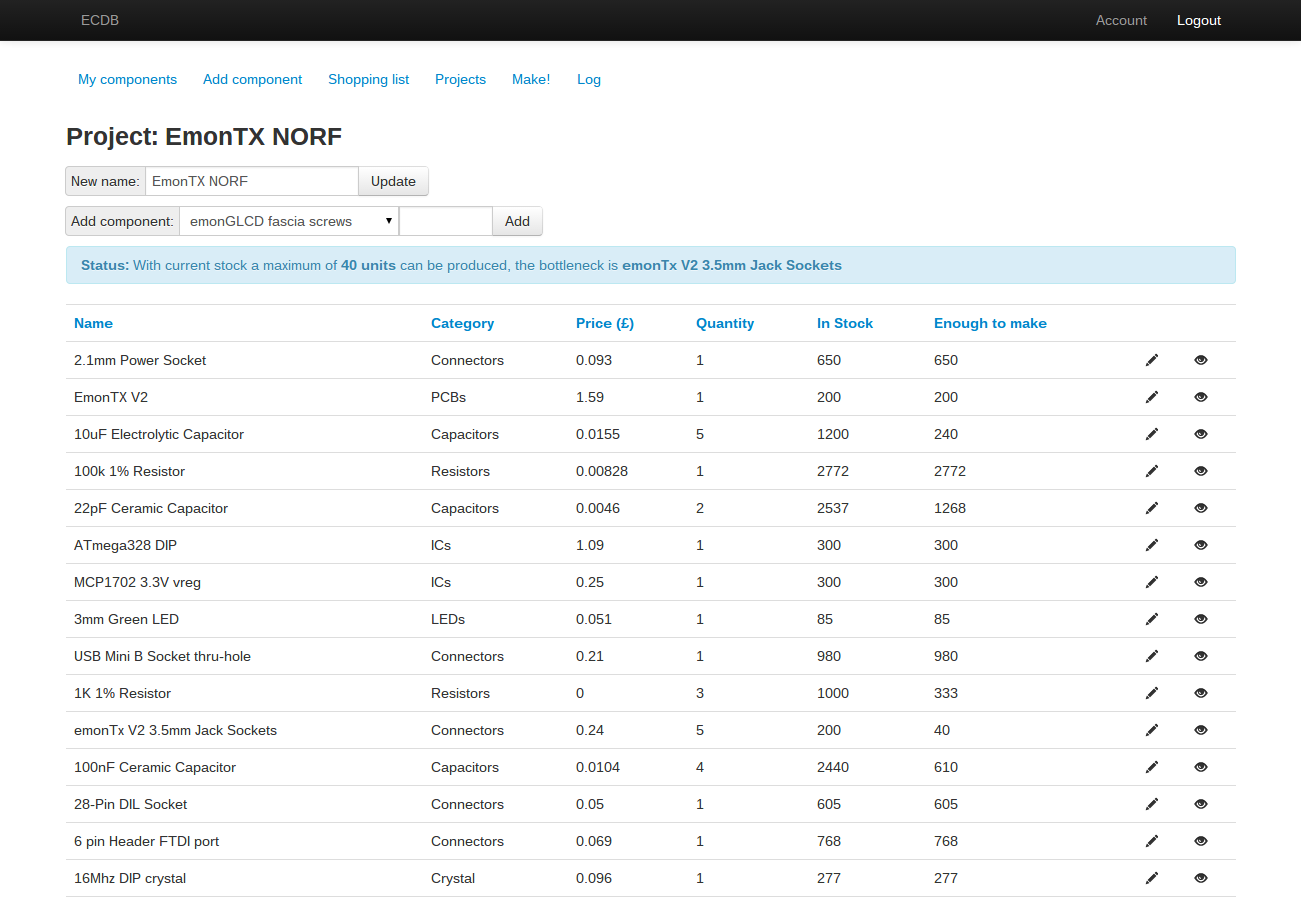 ECDB Account Logout
My components Add component Shopping list Projects Make! Log
Project: EmonTX NORF
New name: EmonTX NORF Update
Add component: emonGLCD fascia screws Add
Status: With current stock a maximum of 40 units can be produced, the bottleneck is emonTx V2 3.5mm Jack Sockets
Name Category Price (£) Quantity In Stock Enough to make
2.1mm Power Socket Connectors 0.093 1 650 650
EmonTX V2 PCBs 1.59 1 200 200
10uF Electrolytic Capacitor Capacitors 0.0155 5 1200 240
100k 1% Resistor Resistors 0.00828 1 2772 2772
22pF Ceramic Capacitor Capacitors 0.0046 2 2537 1268
ATmega328 DIP ICs 1.09 1 300 300
MCP1702 3.3V vreg ICs 0.25 1 300 300
3mm Green LED LEDs 0.051 1 85 85
USB Mini B Socket thru-hole Connectors 0.21 1 980 980
1K 1% Resistor Resistors 0 3 1000 333
emonTx V2 3.5mm Jack Sockets Connectors 0.24 5 200 40
100nF Ceramic Capacitor Capacitors 0.0104 4 2440 610
28-Pin DIL Socket Connectors 0.05 1 605 605
6 pin Header FTDI port Connectors 0.069 1 768 768
16Mhz DIP crystal Crystal 0.096 1 277 277